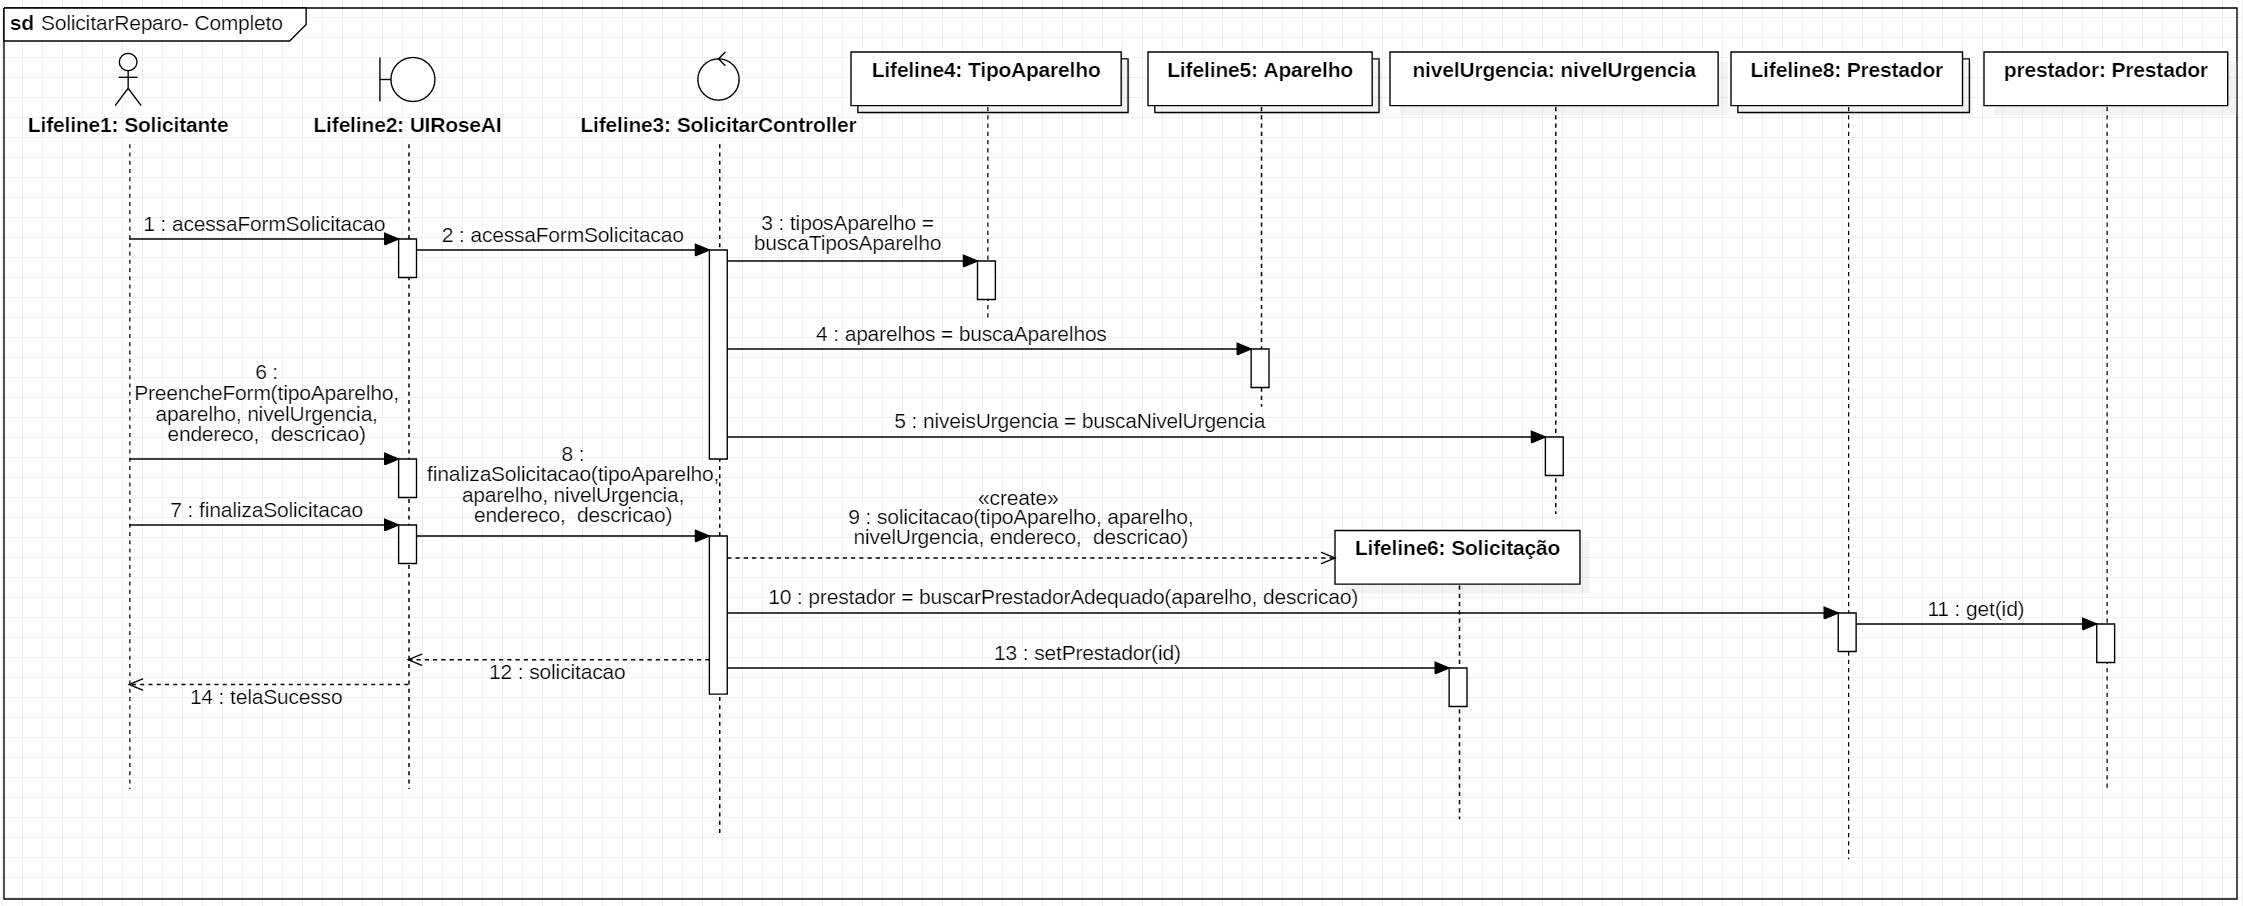 sd SolicitarReparo- Completo
Lifeline1: Solicitante
Lifeline2: UIRoseAI
Lifeline3: SolicitarController
Lifeline4: TipoAparelho
Lifeline5: Aparelho
nivelUrgencia: nivelUrgencia
Lifeline8: Prestador
prestador: Prestador
1 : acessaFormSolicitacao
2 : acessaFormSolicitacao
3 : tiposAparelho =
buscaTiposAparelho
4 : aparelhos = buscaAparelhos
5 : niveisUrgencia = buscaNivelUrgencia
6 :
PreencheForm(tipoAparelho,
aparelho, nivelUrgencia,
endereco,  descricao)
7 : finalizaSolicitacao
8 :
finalizaSolicitacao(tipoAparelho,
aparelho, nivelUrgencia,
endereco,  descricao)
«create»
9 : solicitacao(tipoAparelho, aparelho,
nivelUrgencia, endereco,  descricao)
Lifeline6: Solicitação
10 : prestador = buscarPrestadorAdequado(aparelho, descricao)
11 : get(id)
12 : solicitacao
13 : setPrestador(id)
14 : telaSucesso